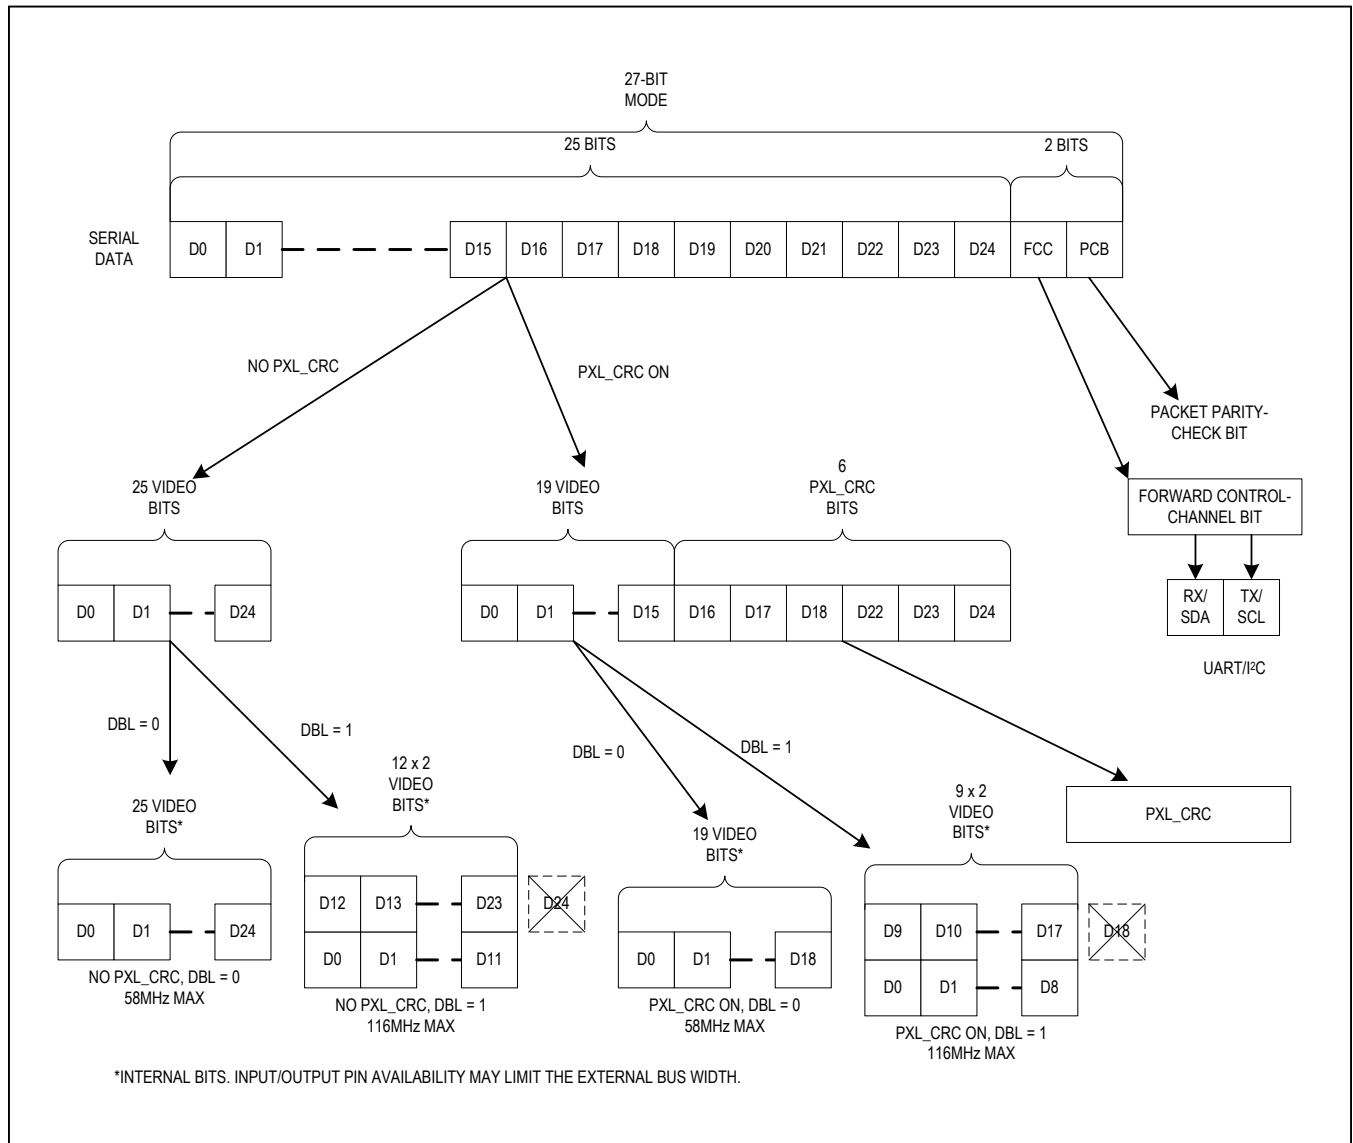 27-BIT
MODE
25 BITS
2 BITS
SERIAL
DATA
D0 D1 D15 D16 D17 D18 D19 D20 D21 D22 D23 D24 FCC PCB
NO PXL_CRC
PXL_CRC ON
PACKET PARITY-
CHECK BIT
25 VIDEO
BITS
19 VIDEO
BITS
6
PXL_CRC
BITS
FORWARD CONTROL-
CHANNEL BIT
D0 D1 D24
D0 D1 D15 D16 D17 D18 D22 D23 D24
RX/
SDA
TX/
SCL
UART/I²C
DBL = 0
DBL = 1
DBL = 0
DBL = 1
25 VIDEO
BITS*
12 x 2
VIDEO
BITS*
19 VIDEO
BITS*
9 x 2
VIDEO
BITS*
PXL_CRC
D0 D1 D24
NO PXL_CRC, DBL = 0
58MHz MAX
D12 D13 D23 D24
D0 D1 D11
NO PXL_CRC, DBL = 1
116MHz MAX
D0 D1 D18
PXL_CRC ON, DBL = 0
58MHz MAX
D9 D10 D17 D18
D0 D1 D8
PXL_CRC ON, DBL = 1
116MHz MAX
*INTERNAL BITS. INPUT/OUTPUT PIN AVAILABILITY MAY LIMIT THE EXTERNAL BUS WIDTH.